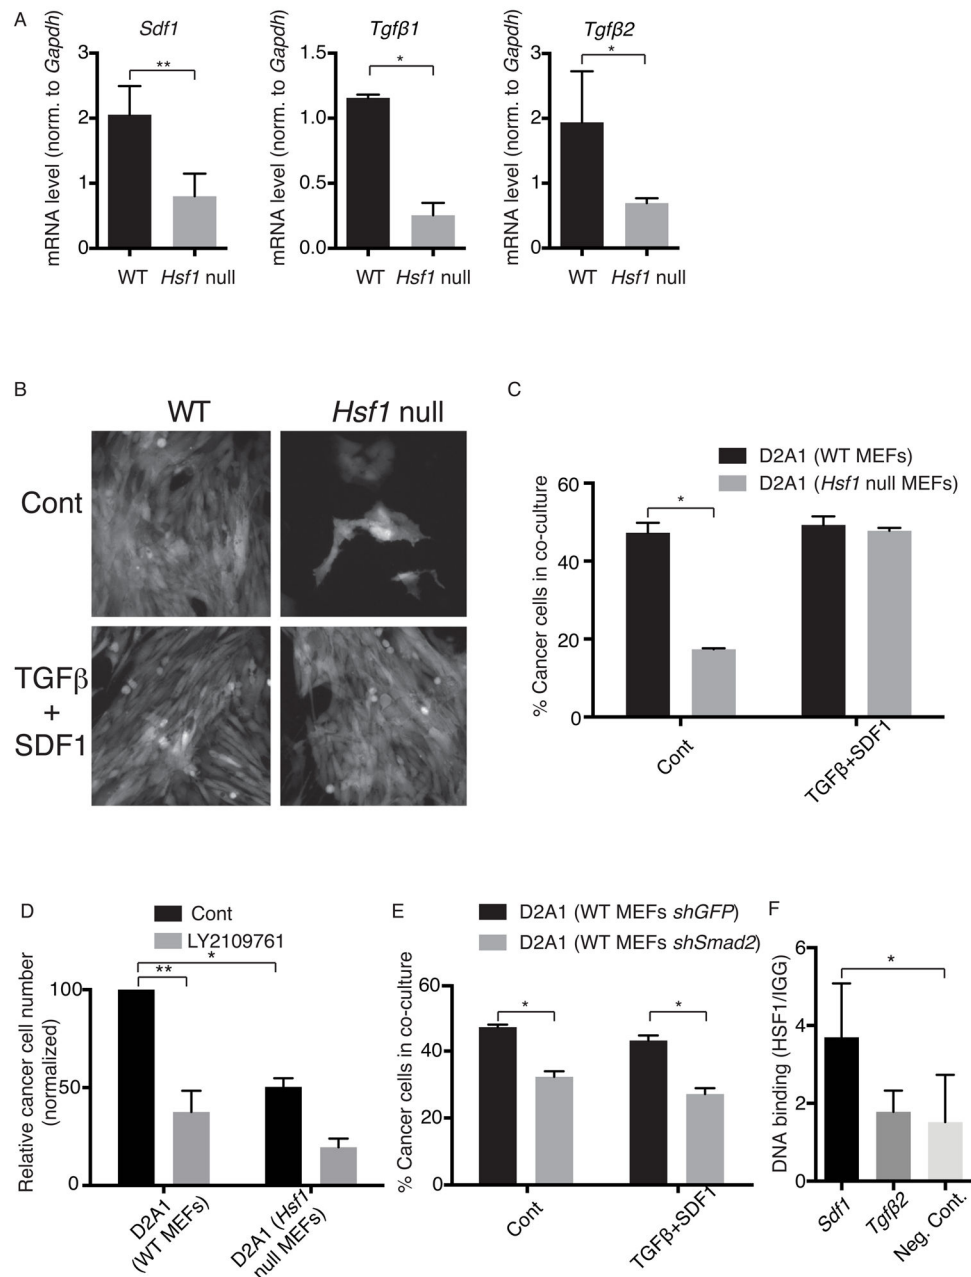 A
Sdf1
Tgfβ1
Tgfβ2
mRNA level (norm. to Gapdh)
3
2
1
0
**
WT
Hsf1 null
mRNA level (norm. to Gapdh)
1.5
1.0
0.5
0.0
*
WT
Hsf1 null
mRNA level (norm. to Gapdh)
3
2
1
0
*
WT
Hsf1 null
B
WT
Hsf1 null
Cont
TGFβ
+
SDF1
C
D2A1 (WT MEFs)
D2A1 (Hsf1 null MEFs)
% Cancer cells in co-culture
60
40
20
0
*
Cont
TGFβ+SDF1
D
Cont
LY2109761
Relative cancer cell number
(normalized)
100
50
0
*
**
D2A1
(WT MEFs)
D2A1 (Hsf1
null MEFs)
E
D2A1 (WT MEFs shGFP)
D2A1 (WT MEFs shSmad2)
% Cancer cells in co-culture
60
40
20
0
*
*
Cont
TGFβ+SDF1
F
DNA binding (HSF1/IGG)
6
4
2
0
*
Sdf1
Tgfβ2
Neg. Cont.